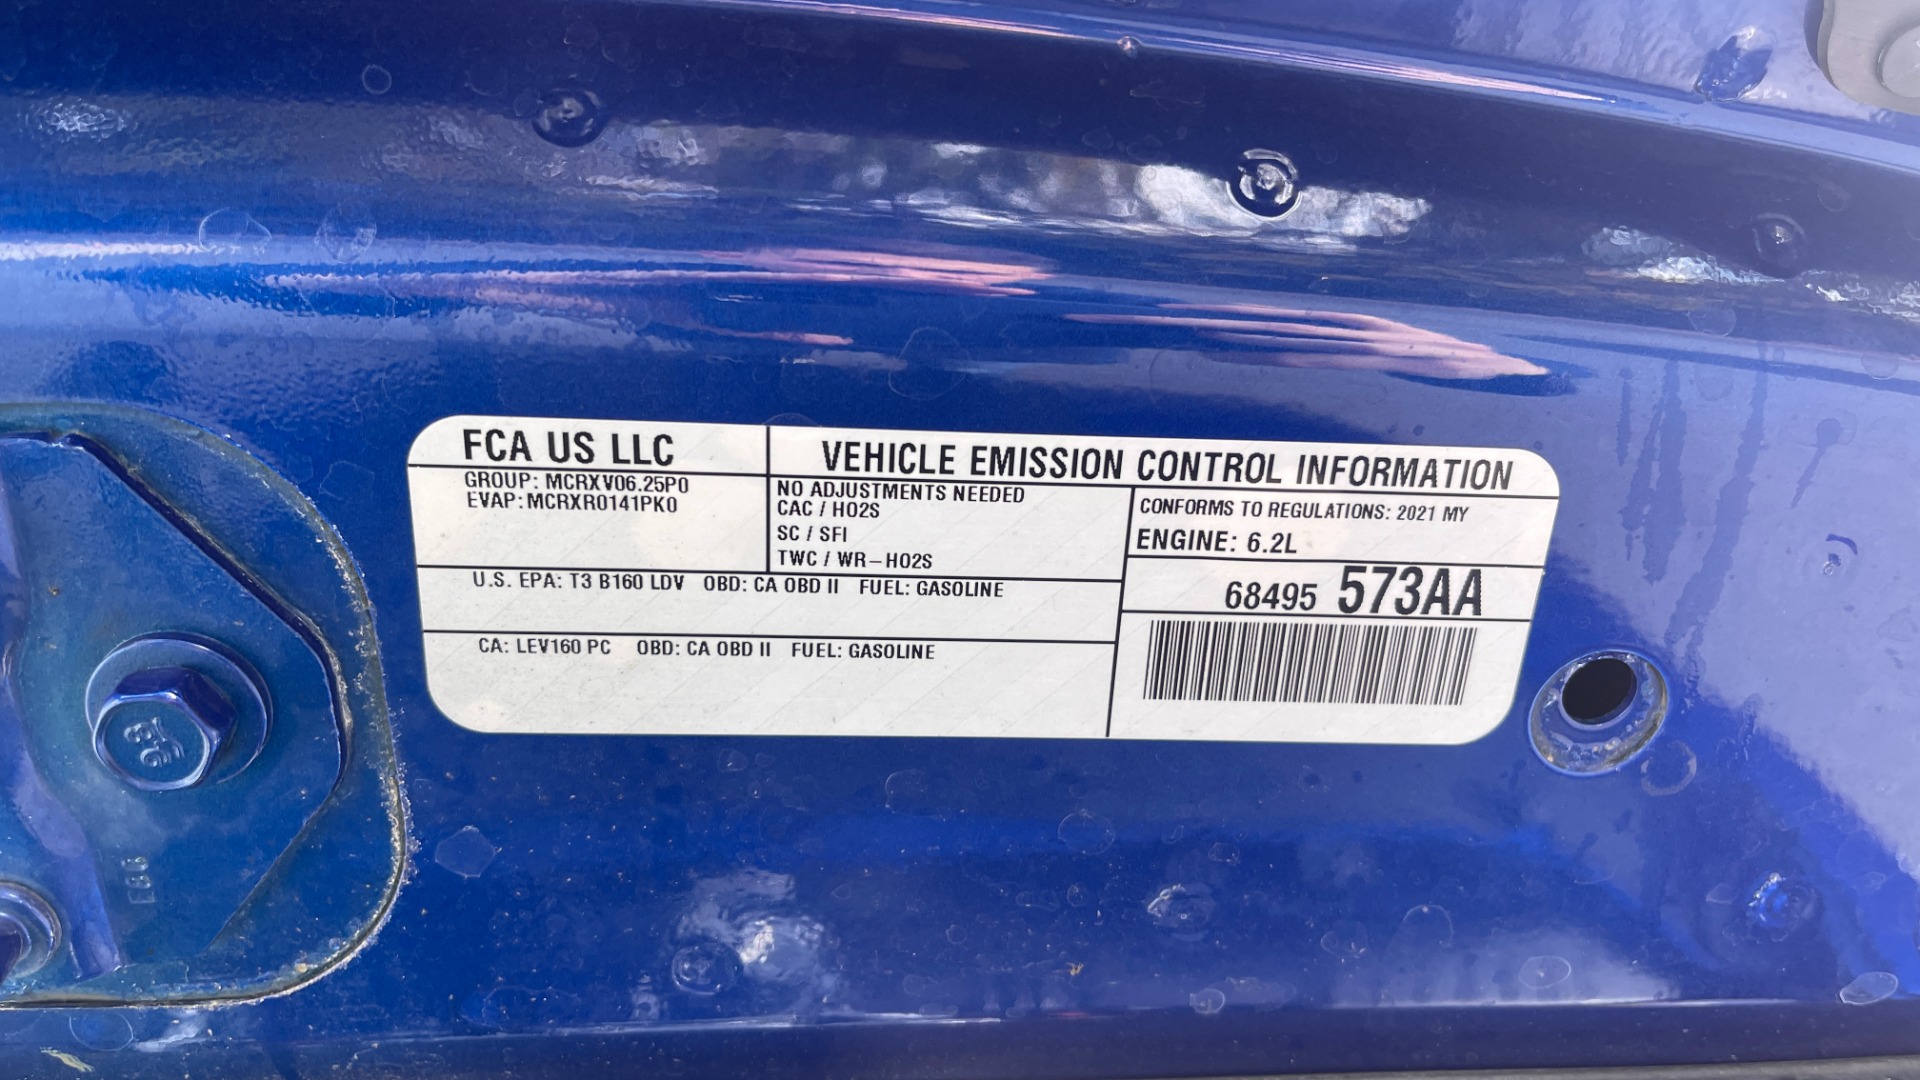 FCA US LLC
VEHICLE EMISSION CONTROL INFORMATION
GROUP: MCRXV06.25P0
EVAP: MCRXR0141PK0
NO ADJUSTMENTS NEEDED
CAC / HO2S
SC / SFI
TWC / WR-HO2S
CONFORMS TO REGULATIONS: 2021 MY
ENGINE: 6.2L
68495 573AA
U.S. EPA: T3 B160 LDV OBD: CA OBD II FUEL: GASOLINE
CA: LEV160 PC OBD: CA OBD II FUEL: GASOLINE